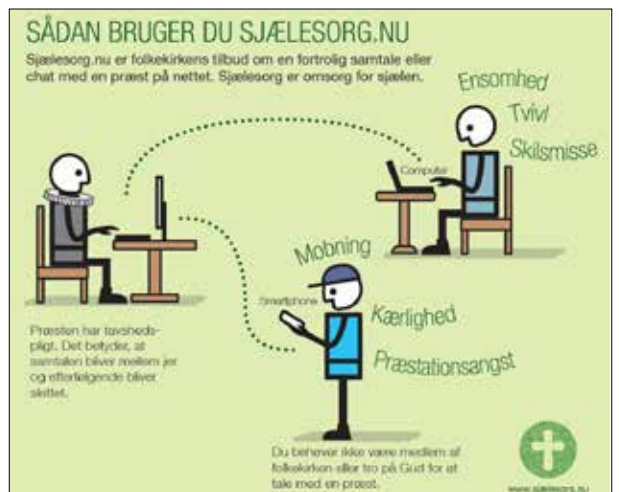 SÅDAN BRUGER DU SJÆLESORG.NU
Sjælesorg.nu er folkekirkens tilbud om en fortrolig samtale eller
chat med en præst på nettet. Sjælesorg er omsorg for sjælen.
Ensomhed
Tvivl
Skilsmisse
Computer
Mobning
Smartphone
Kærlighed
Præstationsangst
Præsten har tavsheds-
pligt. Det betyder, at
samtalen bliver mellem jer
og efterfølgende bliver
slettet.
Du behøver ikke være medlem af
folkekirken eller tro på Gud for at
tale med en præst.
www.sjælesorg.nu